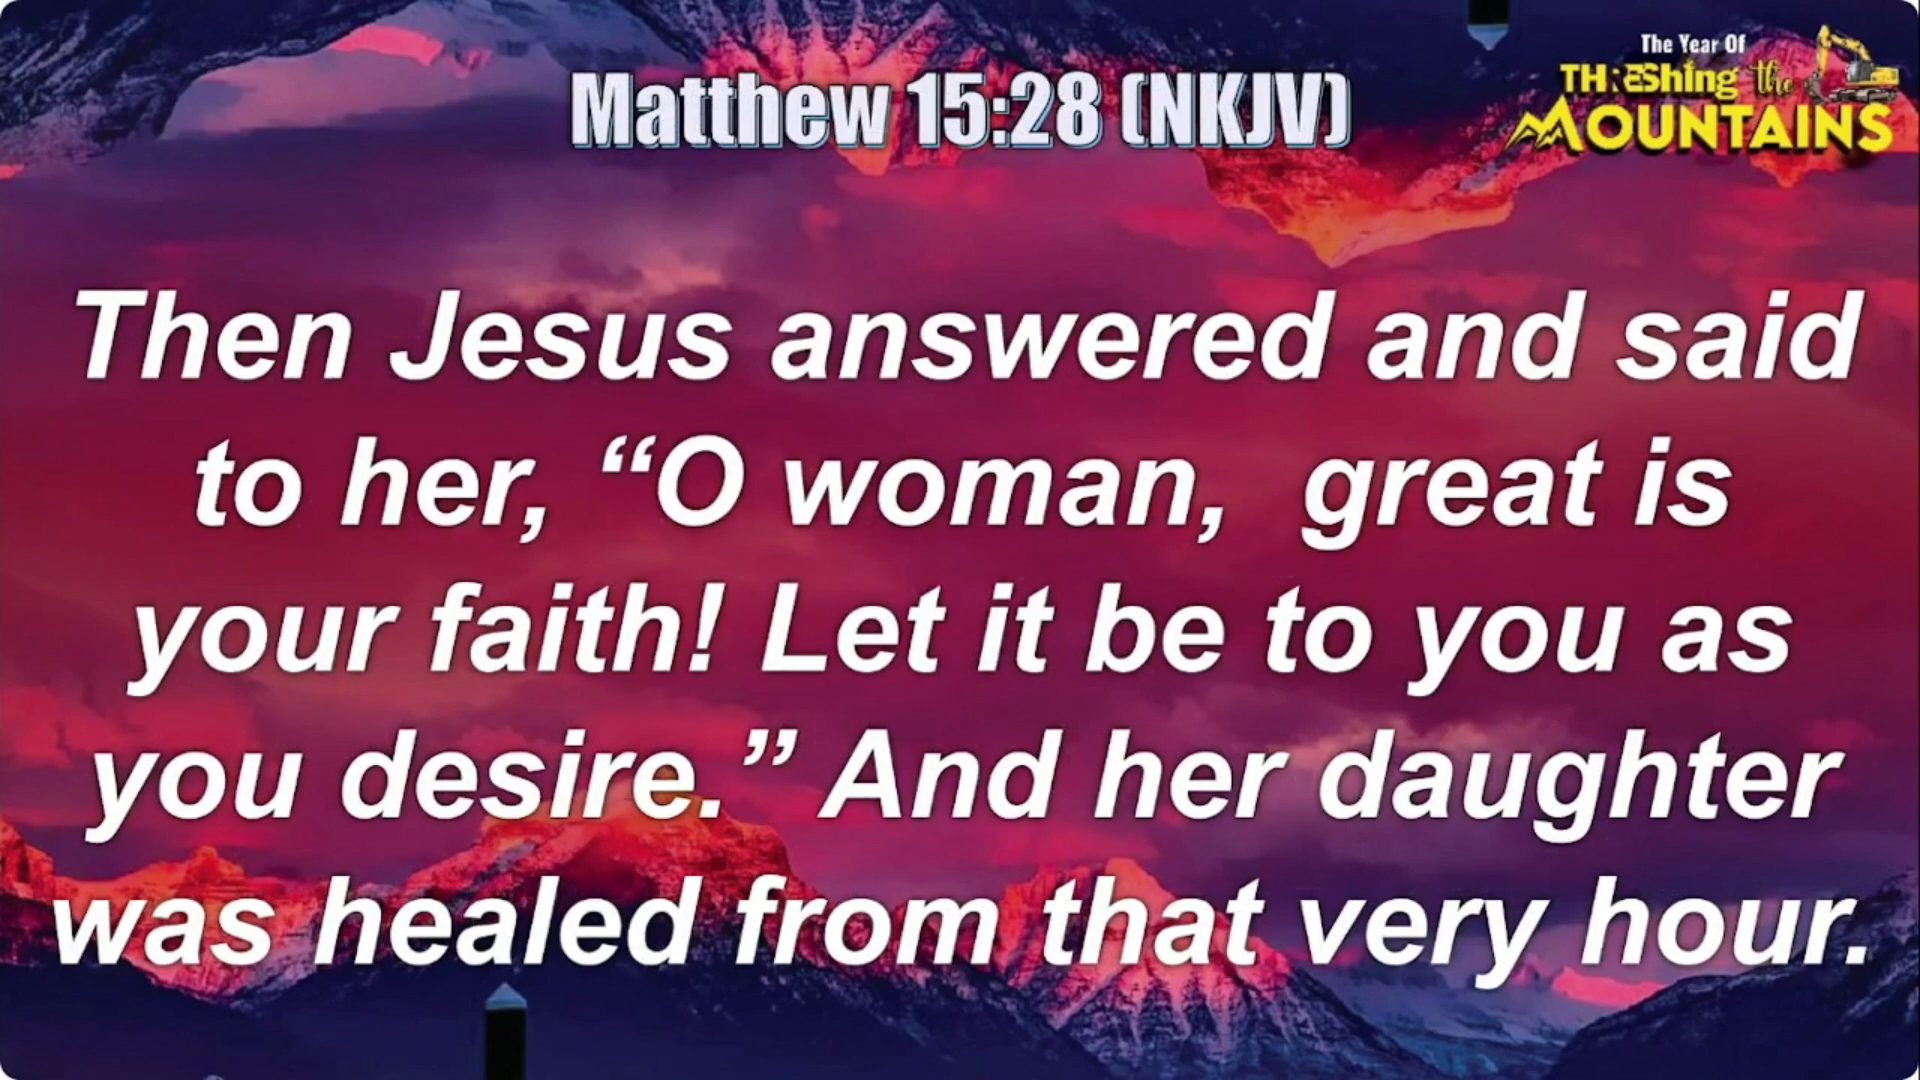 The Year Of
THRESHING the
MOUNTAINS
Matthew 15:28 (NKJV)
Then Jesus answered and said
to her, “O woman,  great is
your faith! Let it be to you as
you desire.” And her daughter
was healed from that very hour.